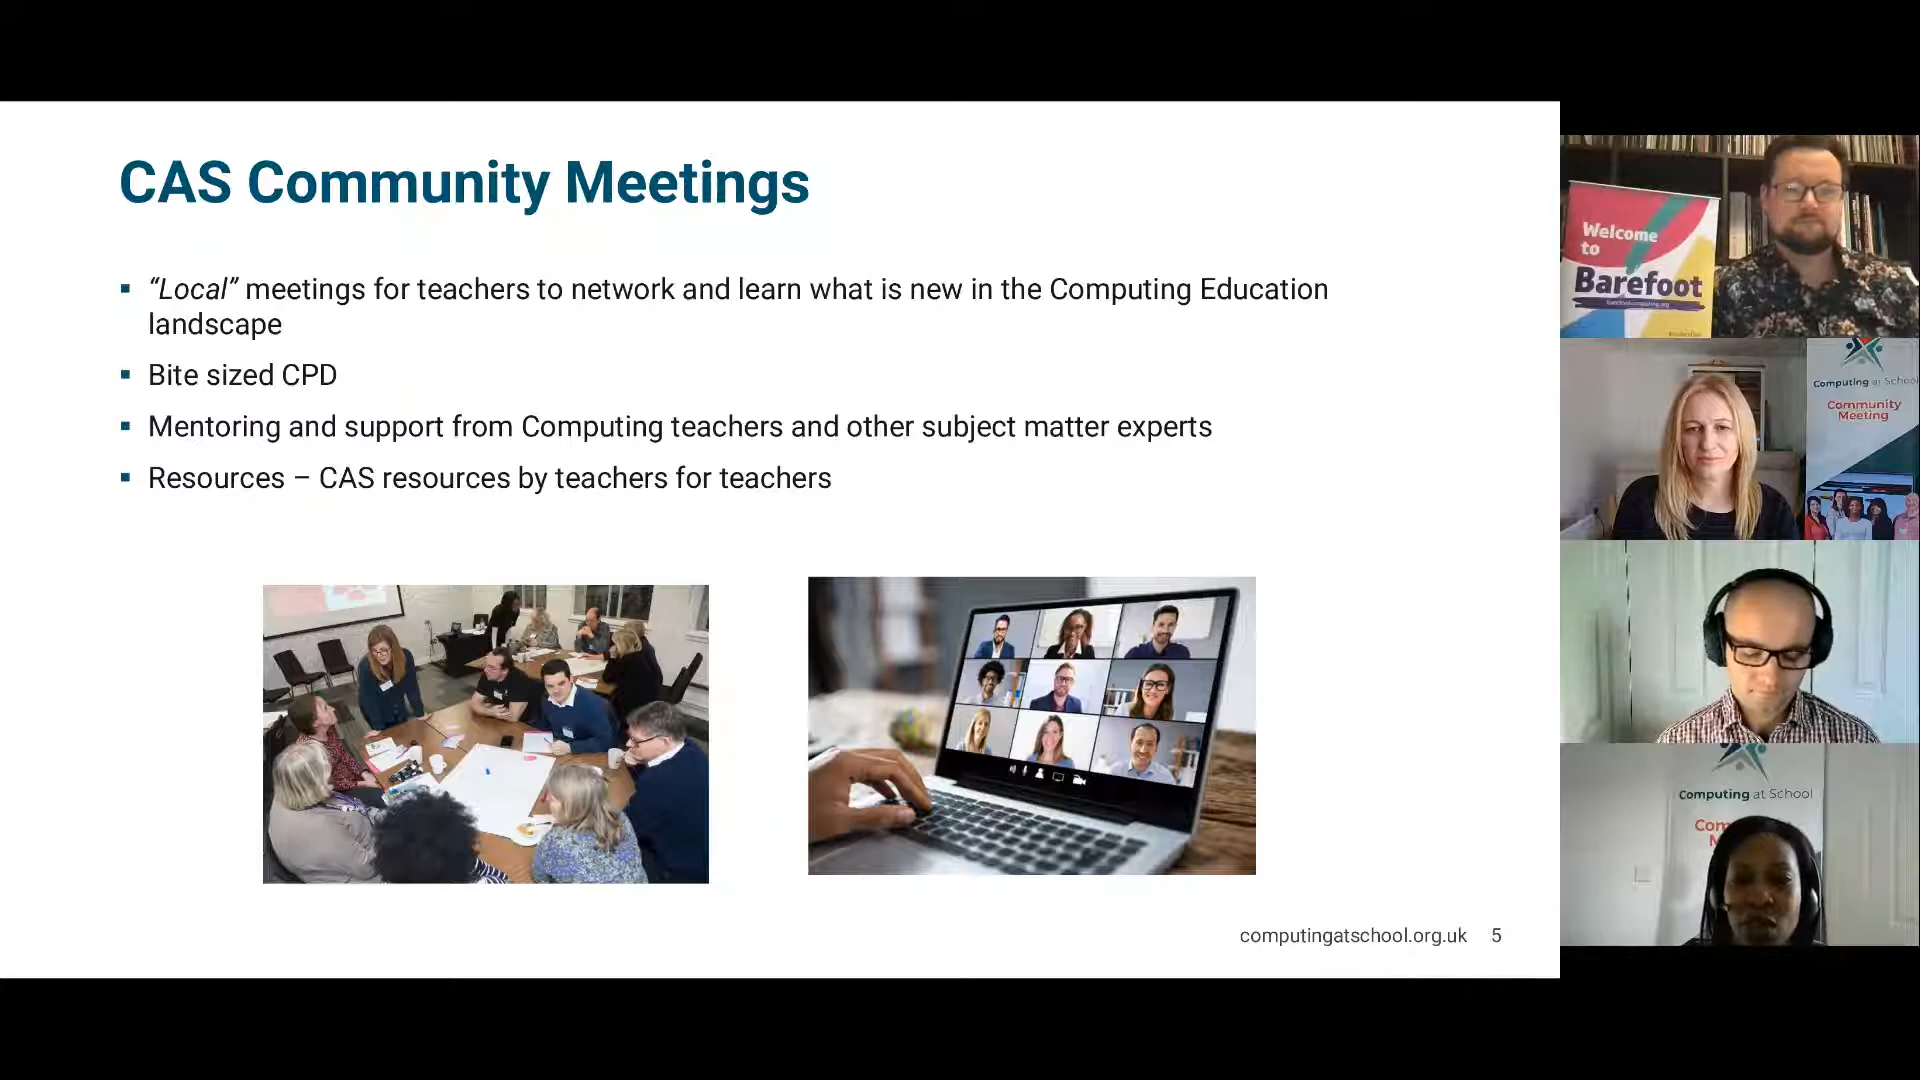 CAS Community Meetings
“Local” meetings for teachers to network and learn what is new in the Computing Education
landscape
Bite sized CPD
Mentoring and support from Computing teachers and other subject matter experts
Resources – CAS resources by teachers for teachers
computingatschool.org.uk 5
Welcome
to
Barefoot
barefootcomputing.org
Computing at School
Community
Meeting
Computing at School